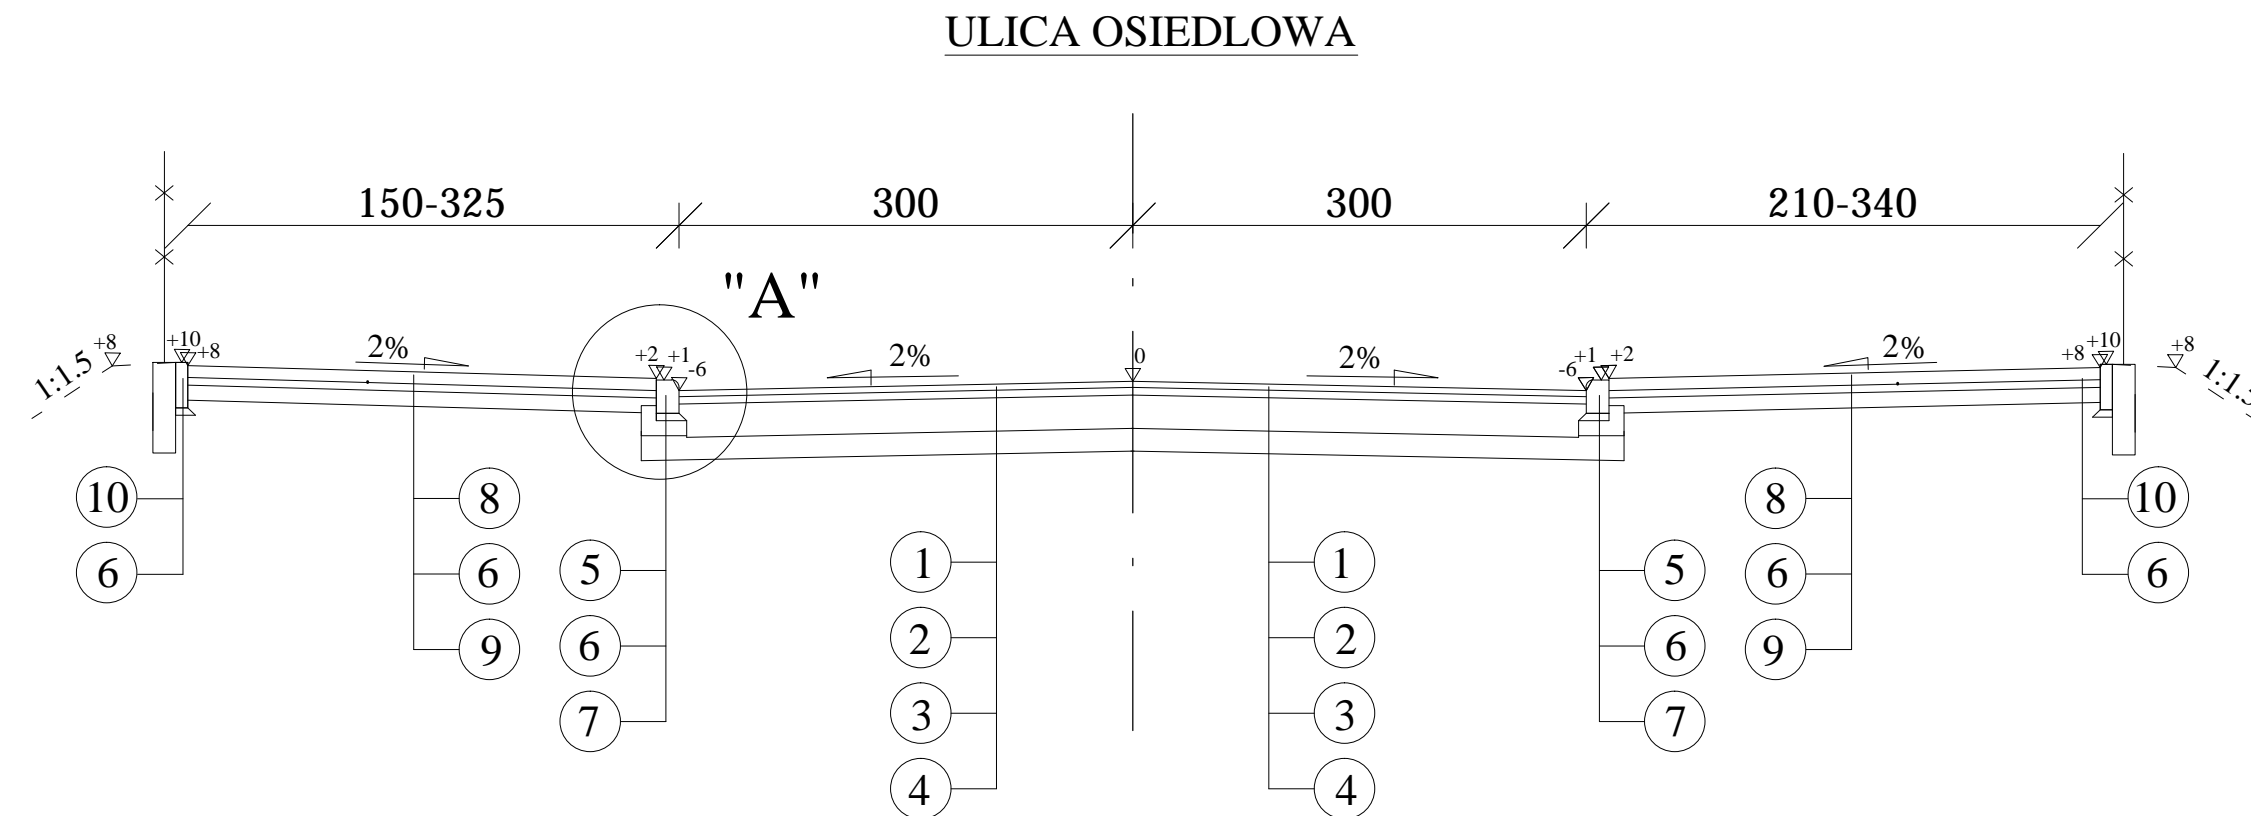 ULICA OSIEDLOWA
150-325 300 300 210-340
"A"
1:1.5 +8 +10 +8 2% +2 +1 -6 2% 0 2% -6 +1 +2 2% +8 +10 +8
10 8 8 10
6 6 5 1 1 5 6 6
9 6 2 2 6 9
7 3 3 7
4 4